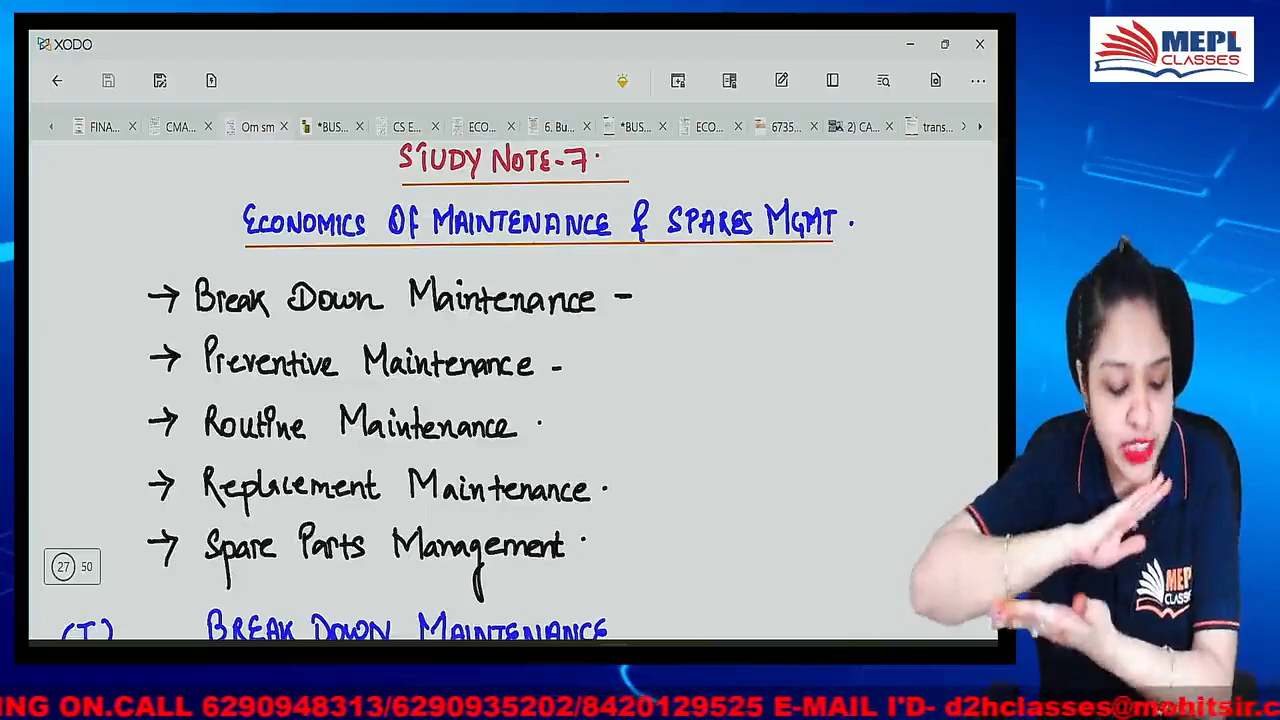 XODO
MEPL
CLASSES
FINA...
CMA...
Om sm
*BUS...
CS E...
ECO...
6. Bu...
*BUS...
ECO...
6735...
2) CA...
trans...
STUDY NOTE-7.
ECONOMICS OF MAINTENANCE & SPARES MGMT.
→ Break Down Maintenance -
→ Preventive Maintenance -
→ Routine Maintenance .
→ Replacement Maintenance .
→ Spare Parts Management .
27 50
(I) BREAK DOWN MAINTENANCE
MEPL
CLASSES
ING ON.CALL 6290948313/6290935202/8420129525 E-MAIL I'D- d2hclasses@mohitsir.c